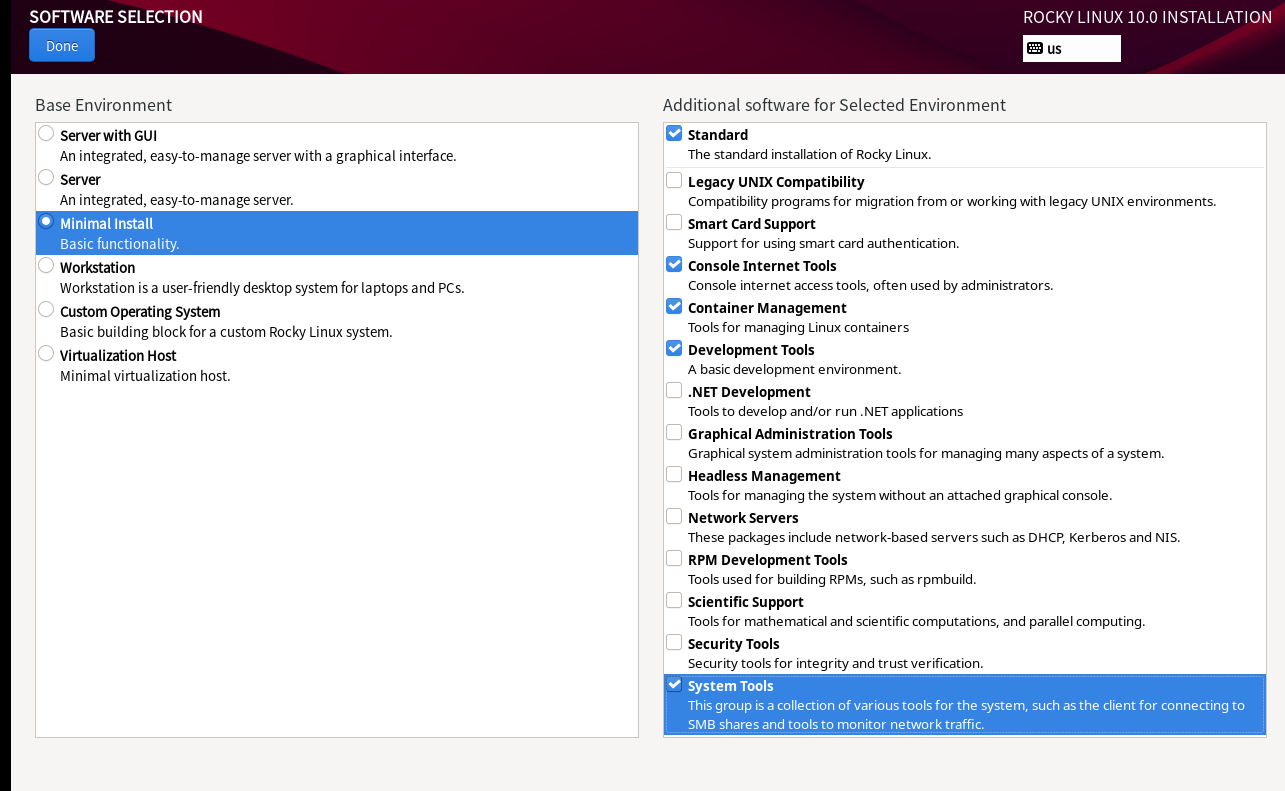 SOFTWARE SELECTION
ROCKY LINUX 10.0 INSTALLATION
Done
us
Base Environment
Server with GUI
An integrated, easy-to-manage server with a graphical interface.
Server
An integrated, easy-to-manage server.
Minimal Install
Basic functionality.
Workstation
Workstation is a user-friendly desktop system for laptops and PCs.
Custom Operating System
Basic building block for a custom Rocky Linux system.
Virtualization Host
Minimal virtualization host.
Additional software for Selected Environment
Standard
The standard installation of Rocky Linux.
Legacy UNIX Compatibility
Compatibility programs for migration from or working with legacy UNIX environments.
Smart Card Support
Support for using smart card authentication.
Console Internet Tools
Console internet access tools, often used by administrators.
Container Management
Tools for managing Linux containers
Development Tools
A basic development environment.
.NET Development
Tools to develop and/or run .NET applications
Graphical Administration Tools
Graphical system administration tools for managing many aspects of a system.
Headless Management
Tools for managing the system without an attached graphical console.
Network Servers
These packages include network-based servers such as DHCP, Kerberos and NIS.
RPM Development Tools
Tools used for building RPMs, such as rpmbuild.
Scientific Support
Tools for mathematical and scientific computations, and parallel computing.
Security Tools
Security tools for integrity and trust verification.
System Tools
This group is a collection of various tools for the system, such as the client for connecting to
SMB shares and tools to monitor network traffic.